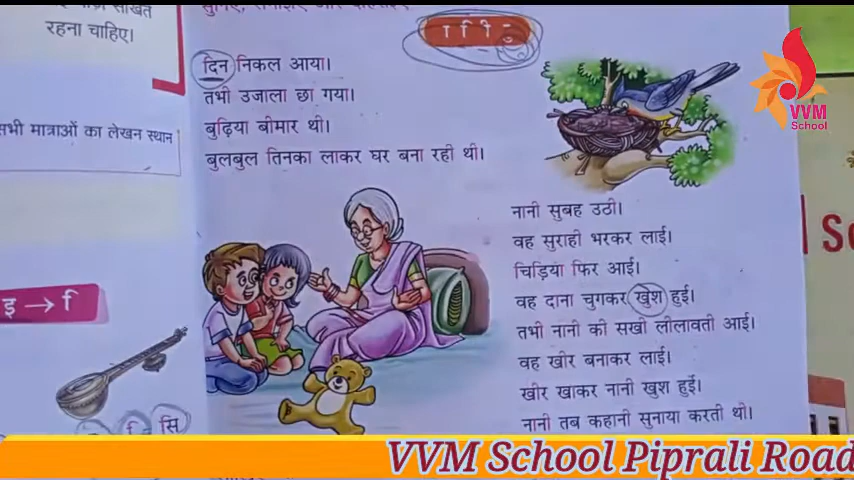 रहना चाहिए।
सभी मात्राओं का लेखन स्थान
इ → ि
सि
दिन निकल आया।
तभी उजाला छा गया।
बुढ़िया बीमार थी।
बुलबुल तिनका लाकर घर बना रही थी।
नानी सुबह उठी।
वह सुराही भरकर लाई।
चिड़िया फिर आई।
वह दाना चुगकर खुश हुई।
तभी नानी की सखी लीलावती आई।
वह खीर बनाकर लाई।
खीर खाकर नानी खुश हुई।
नानी तब कहानी सुनाया करती थी।
VVM
School
VVM School Piprali Road